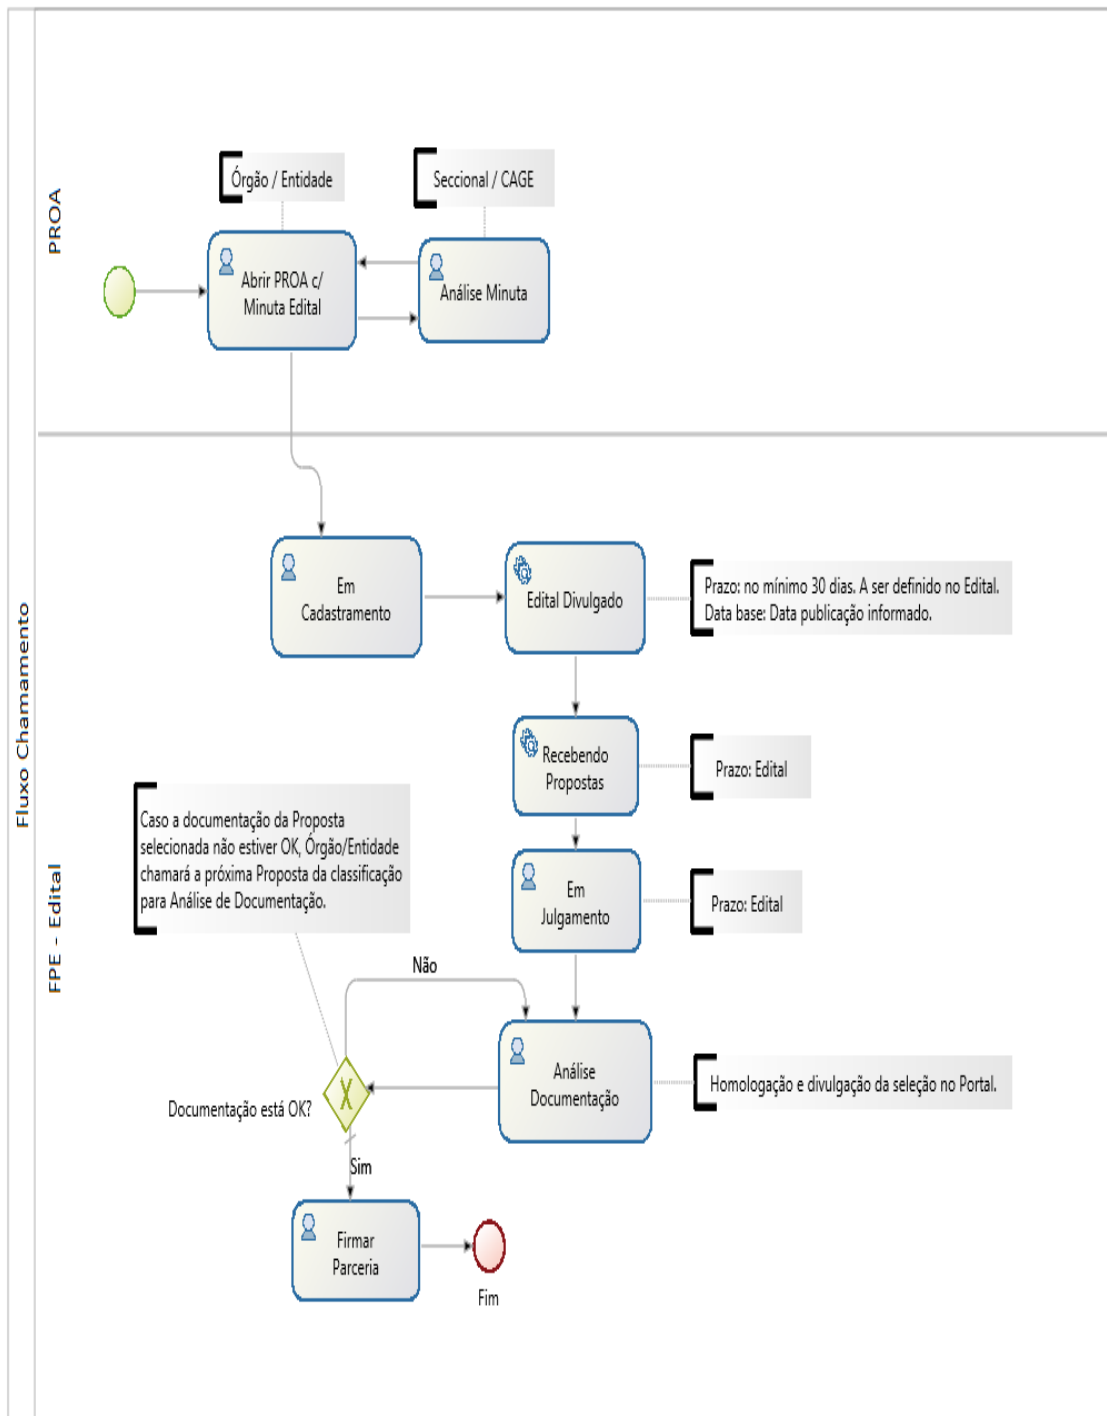 Fluxo Chamamento
PROA
Órgão / Entidade
Seccional / CAGE
Abrir PROA c/
Minuta Edital
Análise Minuta
FPE - Edital
Em
Cadastramento
Edital Divulgado
Prazo: no mínimo 30 dias. A ser definido no Edital.
Data base: Data publicação informado.
Recebendo
Propostas
Prazo: Edital
Caso a documentação da Proposta
selecionada não estiver OK, Órgão/Entidade
chamará a próxima Proposta da classificação
para Análise de Documentação.
Em
Julgamento
Prazo: Edital
Não
Análise
Documentação
Homologação e divulgação da seleção no Portal.
Documentação está OK?
Sim
Firmar
Parceria
Fim